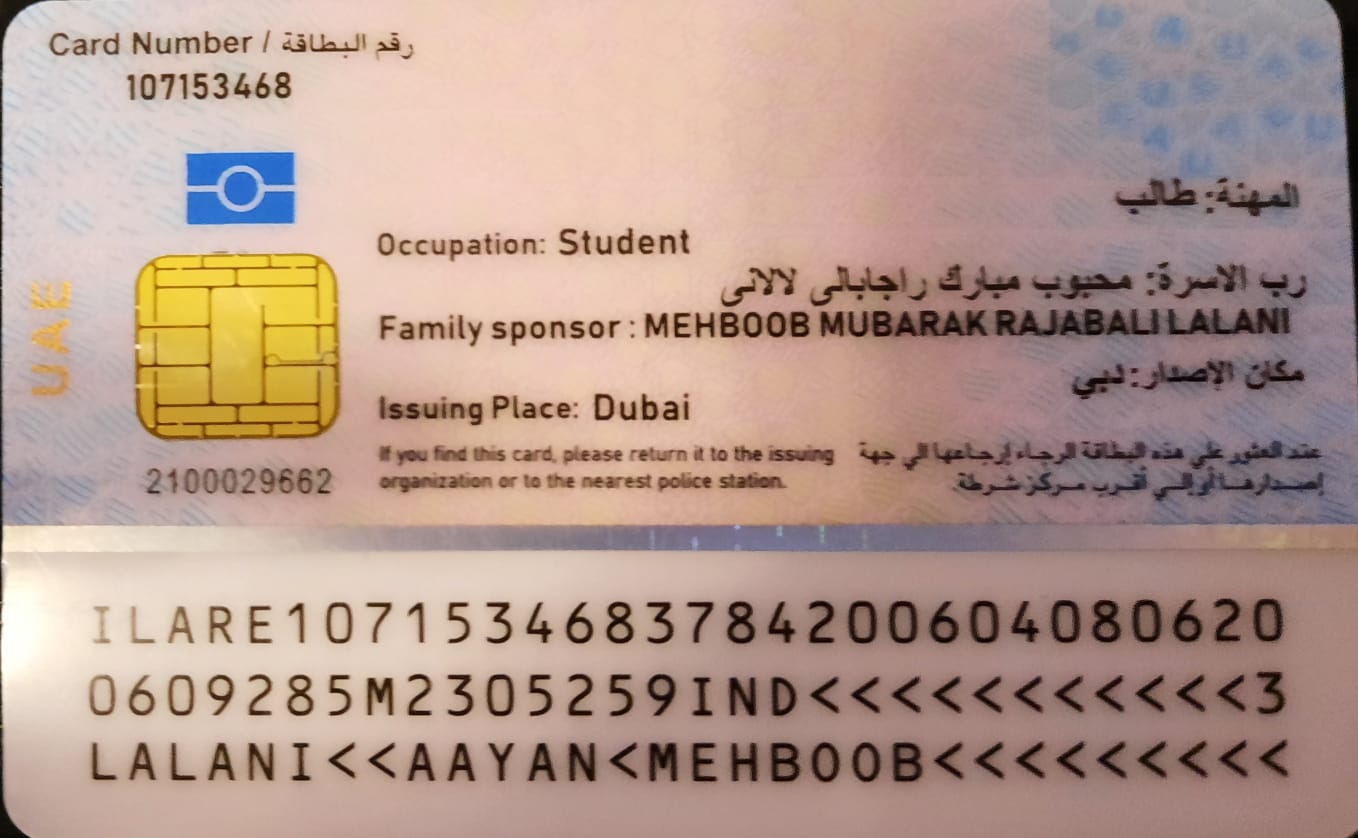 Card Number / رقم البطاقة
107153468
المهنة: طالب
Occupation: Student
رب الاسرة: محبوب مبارك راجابالى لالانى
Family sponsor : MEHBOOB MUBARAK RAJABALI LALANI
مكان الإصدار: دبي
Issuing Place: Dubai
If you find this card, please return it to the issuing
organization or to the nearest police station.
عند العثور على هذه البطاقة الرجاء إرجاعها الي جهة
إصدارها أو إلى أقرب مركز شرطة.
UAE
2100029662
ILARE1071534683784200604080620
0609285M2305259IND<<<<<<<<<<<3
LALANI<<AAYAN<MEHBOOB<<<<<<<<<